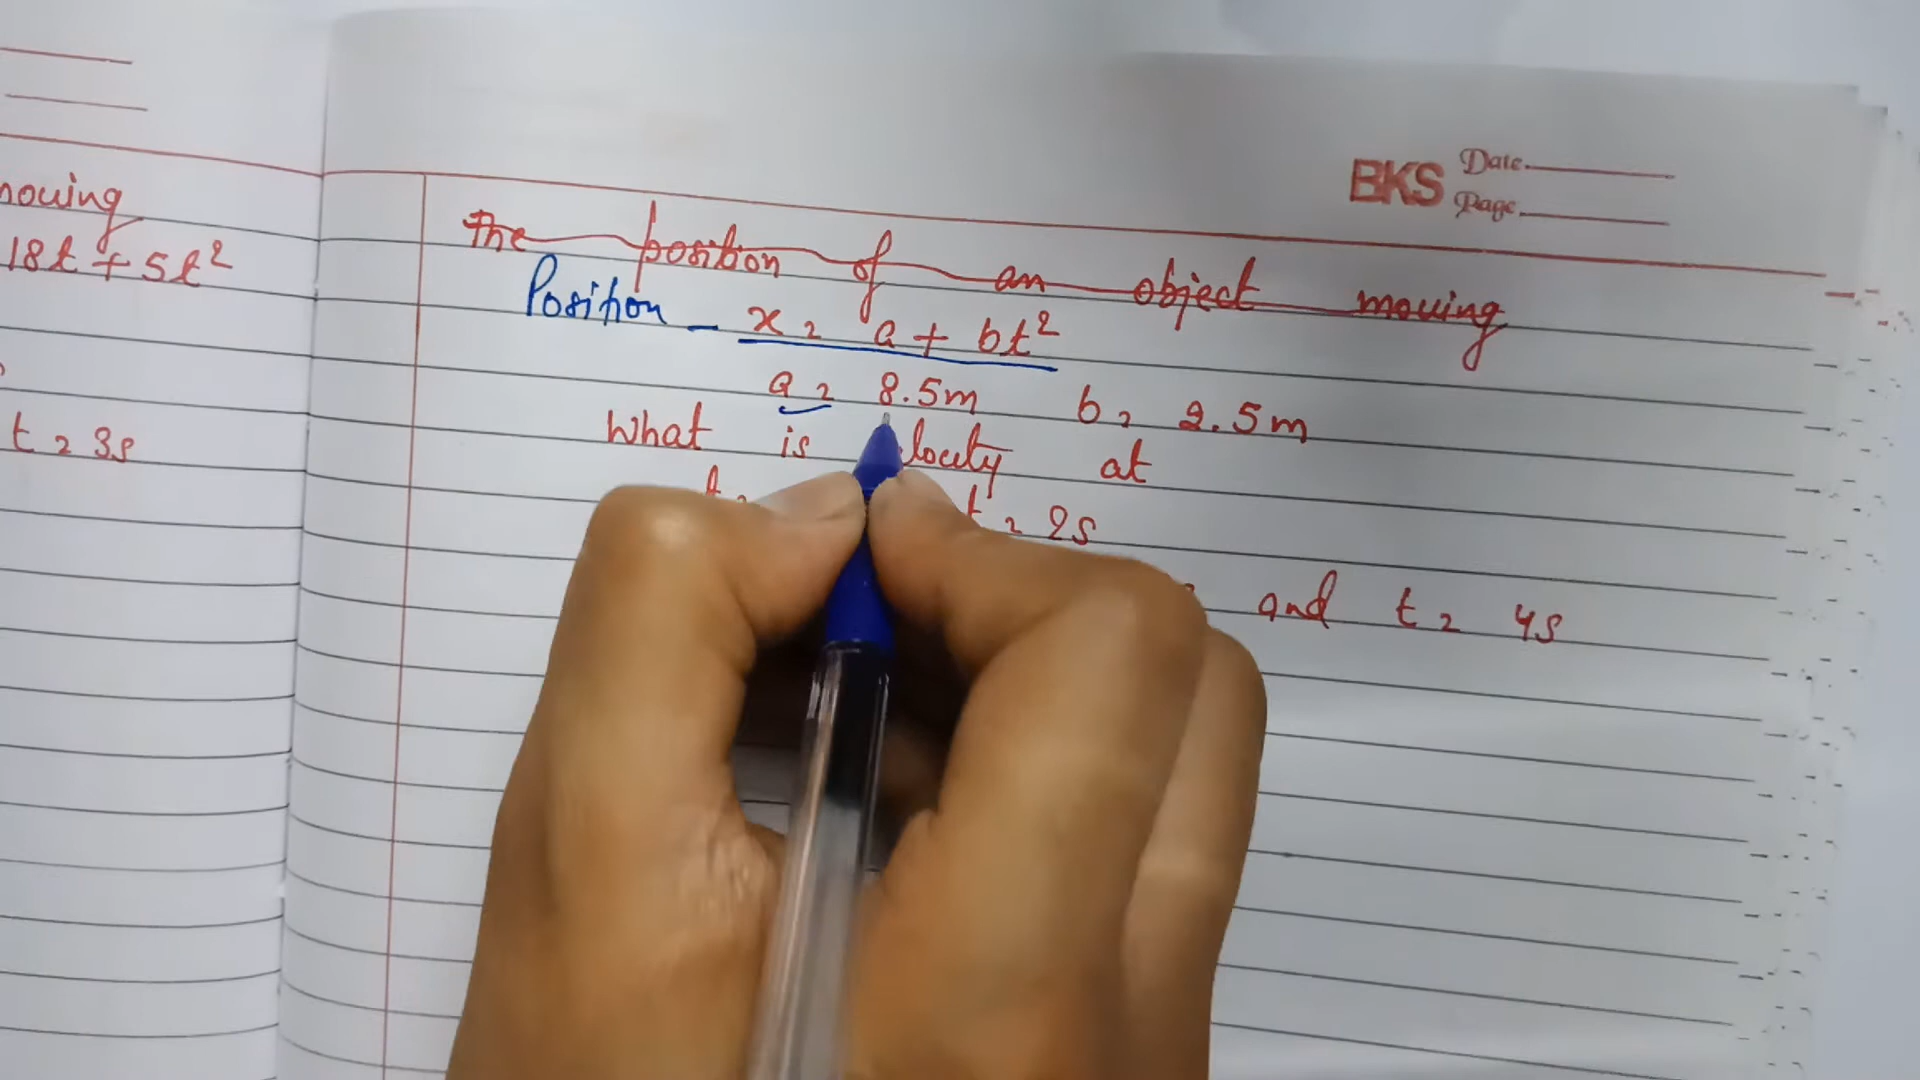 moving
18t + 5t²
t = 3s
BKS
Date.
Page.
The position of an object moving
Position - x = a + bt²
a = 8.5m b = 2.5m
What is at
t = 2s
and t = 4s